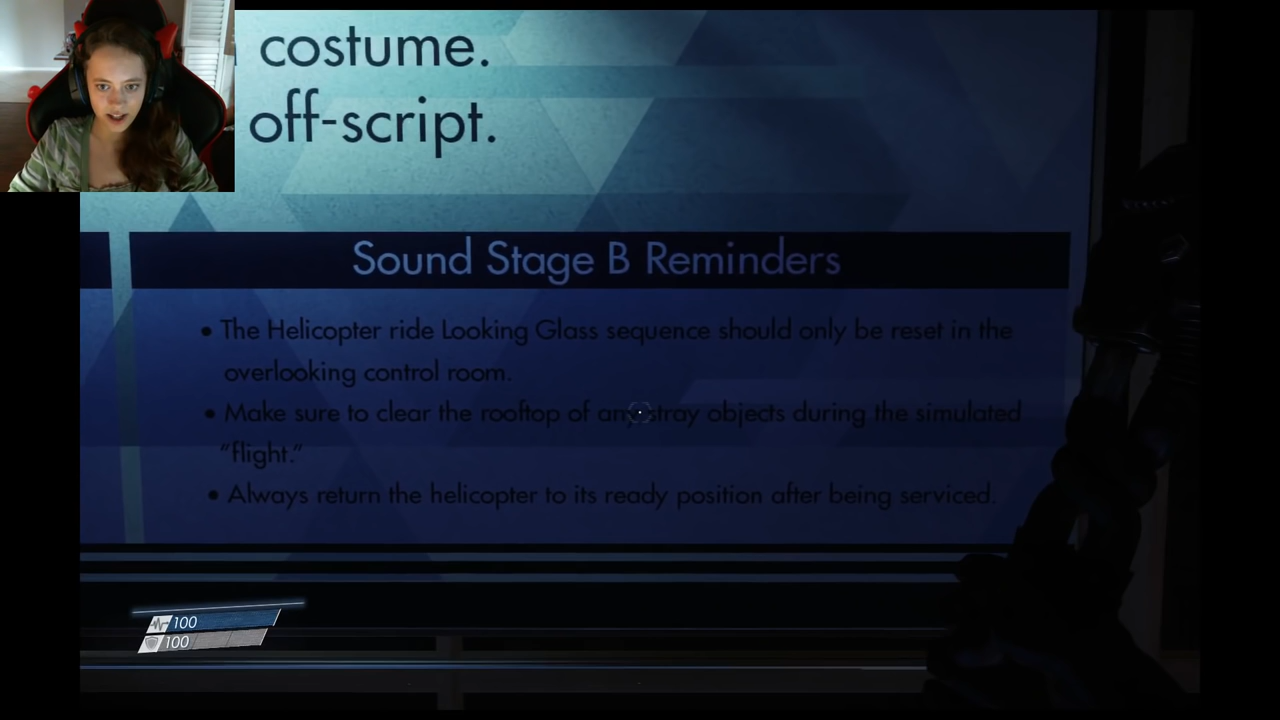 costume.
off-script.
Sound Stage B Reminders
• The Helicopter ride Looking Glass sequence should only be reset in the
overlooking control room.
• Make sure to clear the rooftop of any stray objects during the simulated
"flight."
• Always return the helicopter to its ready position after being serviced.
100
100